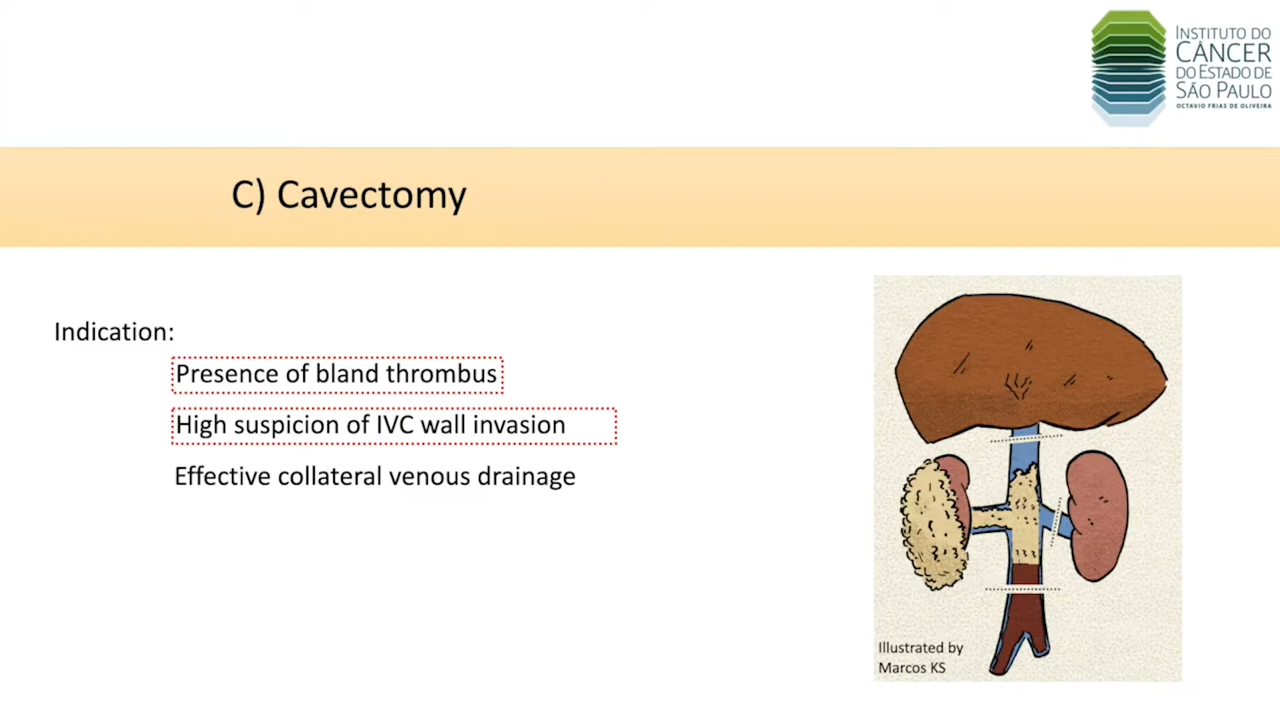 INSTITUTO DO
CÂNCER
DO ESTADO DE
SÃO PAULO
OCTAVIO FRIAS DE OLIVEIRA
C) Cavectomy
Indication:
Presence of bland thrombus
High suspicion of IVC wall invasion
Effective collateral venous drainage
Illustrated by
Marcos KS